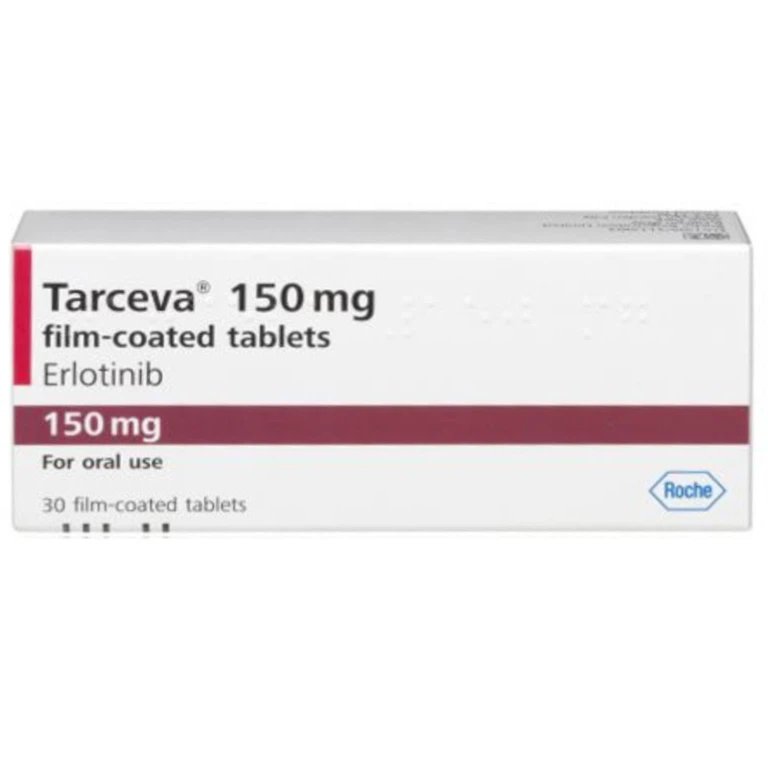 Tarceva® 150 mg
film-coated tablets
Erlotinib
150 mg
For oral use
30 film-coated tablets
Roche